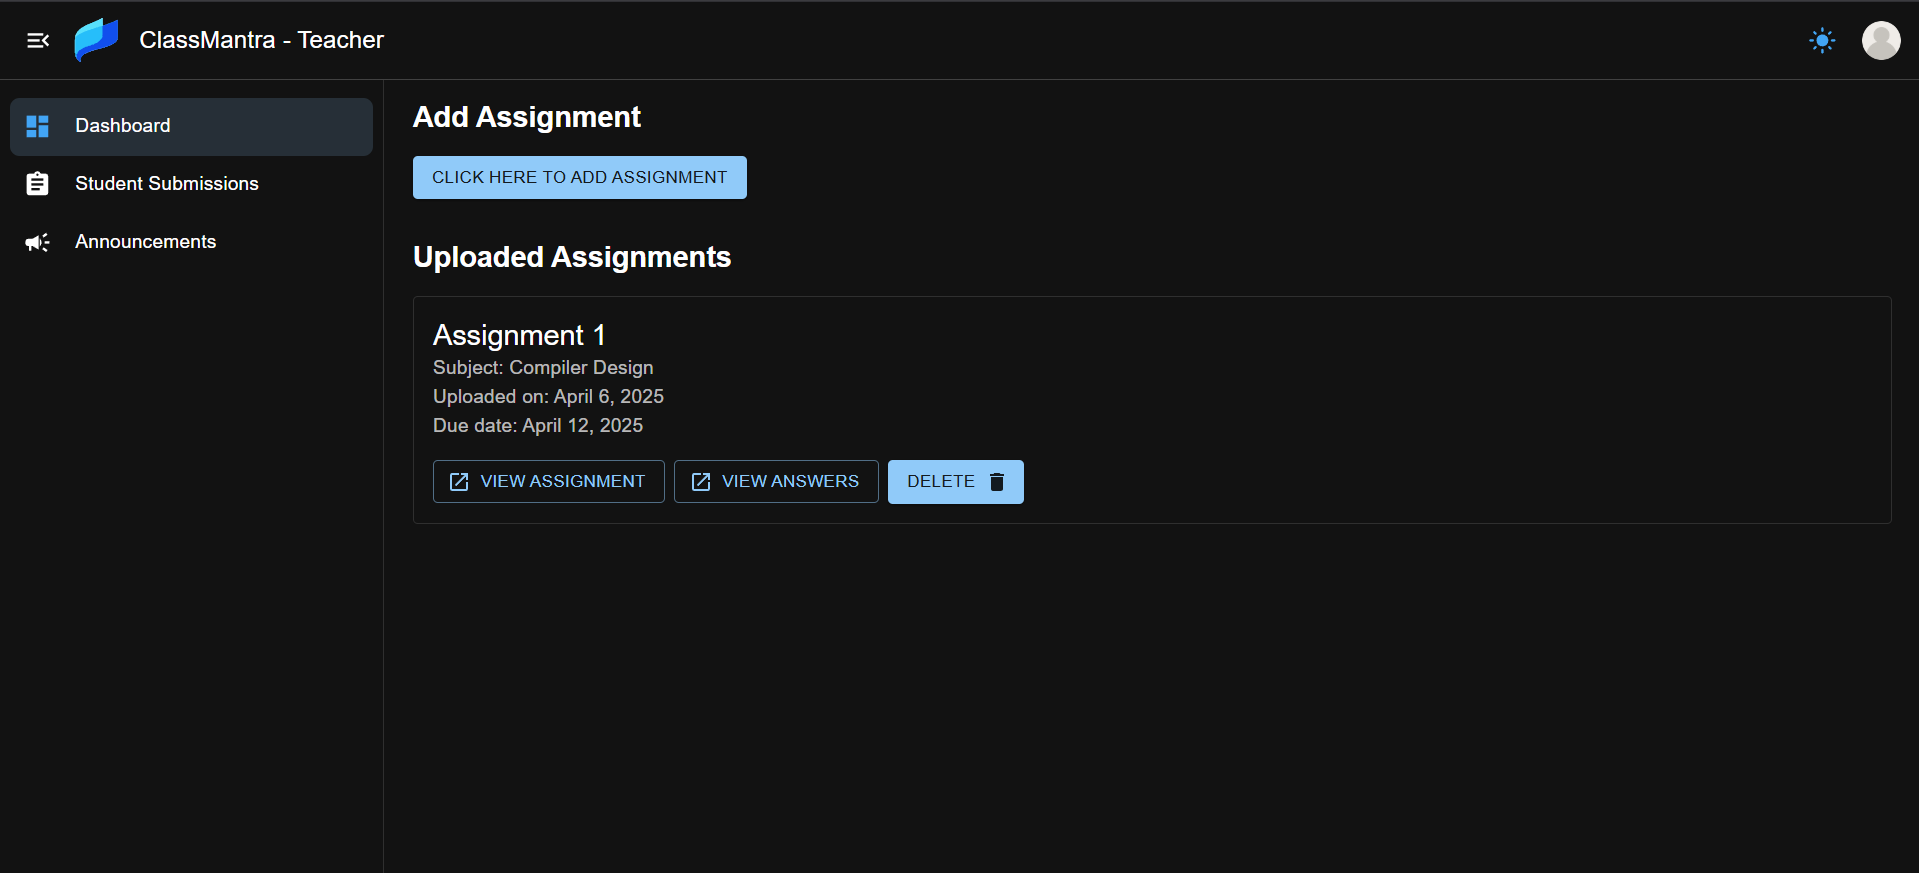 ClassMantra - Teacher
Dashboard
Student Submissions
Announcements
Add Assignment
CLICK HERE TO ADD ASSIGNMENT
Uploaded Assignments
Assignment 1
Subject: Compiler Design
Uploaded on: April 6, 2025
Due date: April 12, 2025
VIEW ASSIGNMENT VIEW ANSWERS DELETE